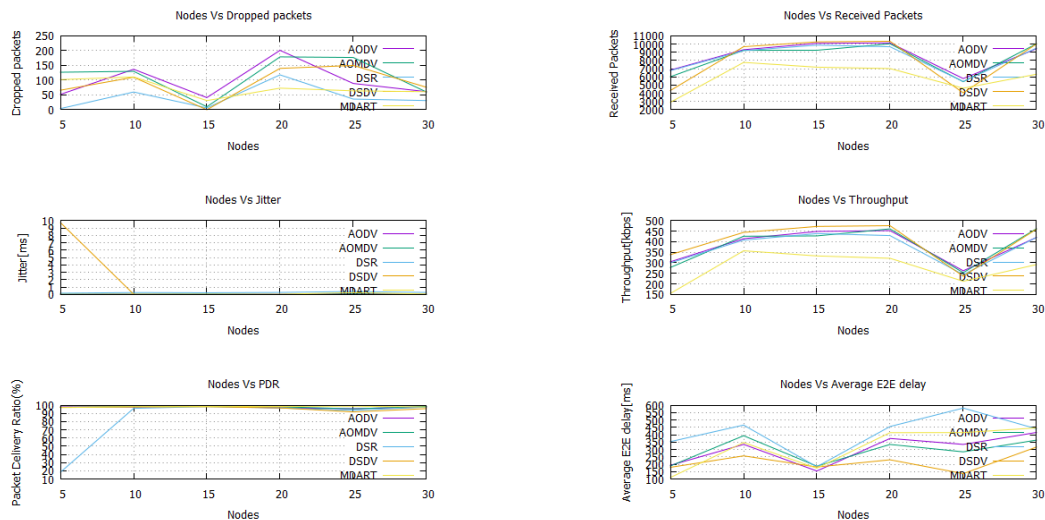 Nodes Vs Dropped packets
Dropped packets
250
200
150
100
50
0
5 10 15 20 25 30
Nodes
AODV
AOMDV
DSR
DSDV
MDART
Nodes Vs Received Packets
Received Packets
11000
10000
9000
8000
7000
6000
5000
4000
3000
2000
5 10 15 20 25 30
Nodes
AODV
AOMDV
DSR
DSDV
MDART
Nodes Vs Jitter
Jitter[ms]
10
9
8
7
6
5
4
3
2
1
0
5 10 15 20 25 30
Nodes
AODV
AOMDV
DSR
DSDV
MDART
Nodes Vs Throughput
Throughput[kbps]
500
450
400
350
300
250
200
150
5 10 15 20 25 30
Nodes
AODV
AOMDV
DSR
DSDV
MDART
Nodes Vs PDR
Packet Delivery Ratio(%)
100
90
80
70
60
50
40
30
20
10
5 10 15 20 25 30
Nodes
AODV
AOMDV
DSR
DSDV
MDART
Nodes Vs Average E2E delay
Average E2E delay[ms]
600
550
500
450
400
350
300
250
200
150
100
5 10 15 20 25 30
Nodes
AODV
AOMDV
DSR
DSDV
MDART